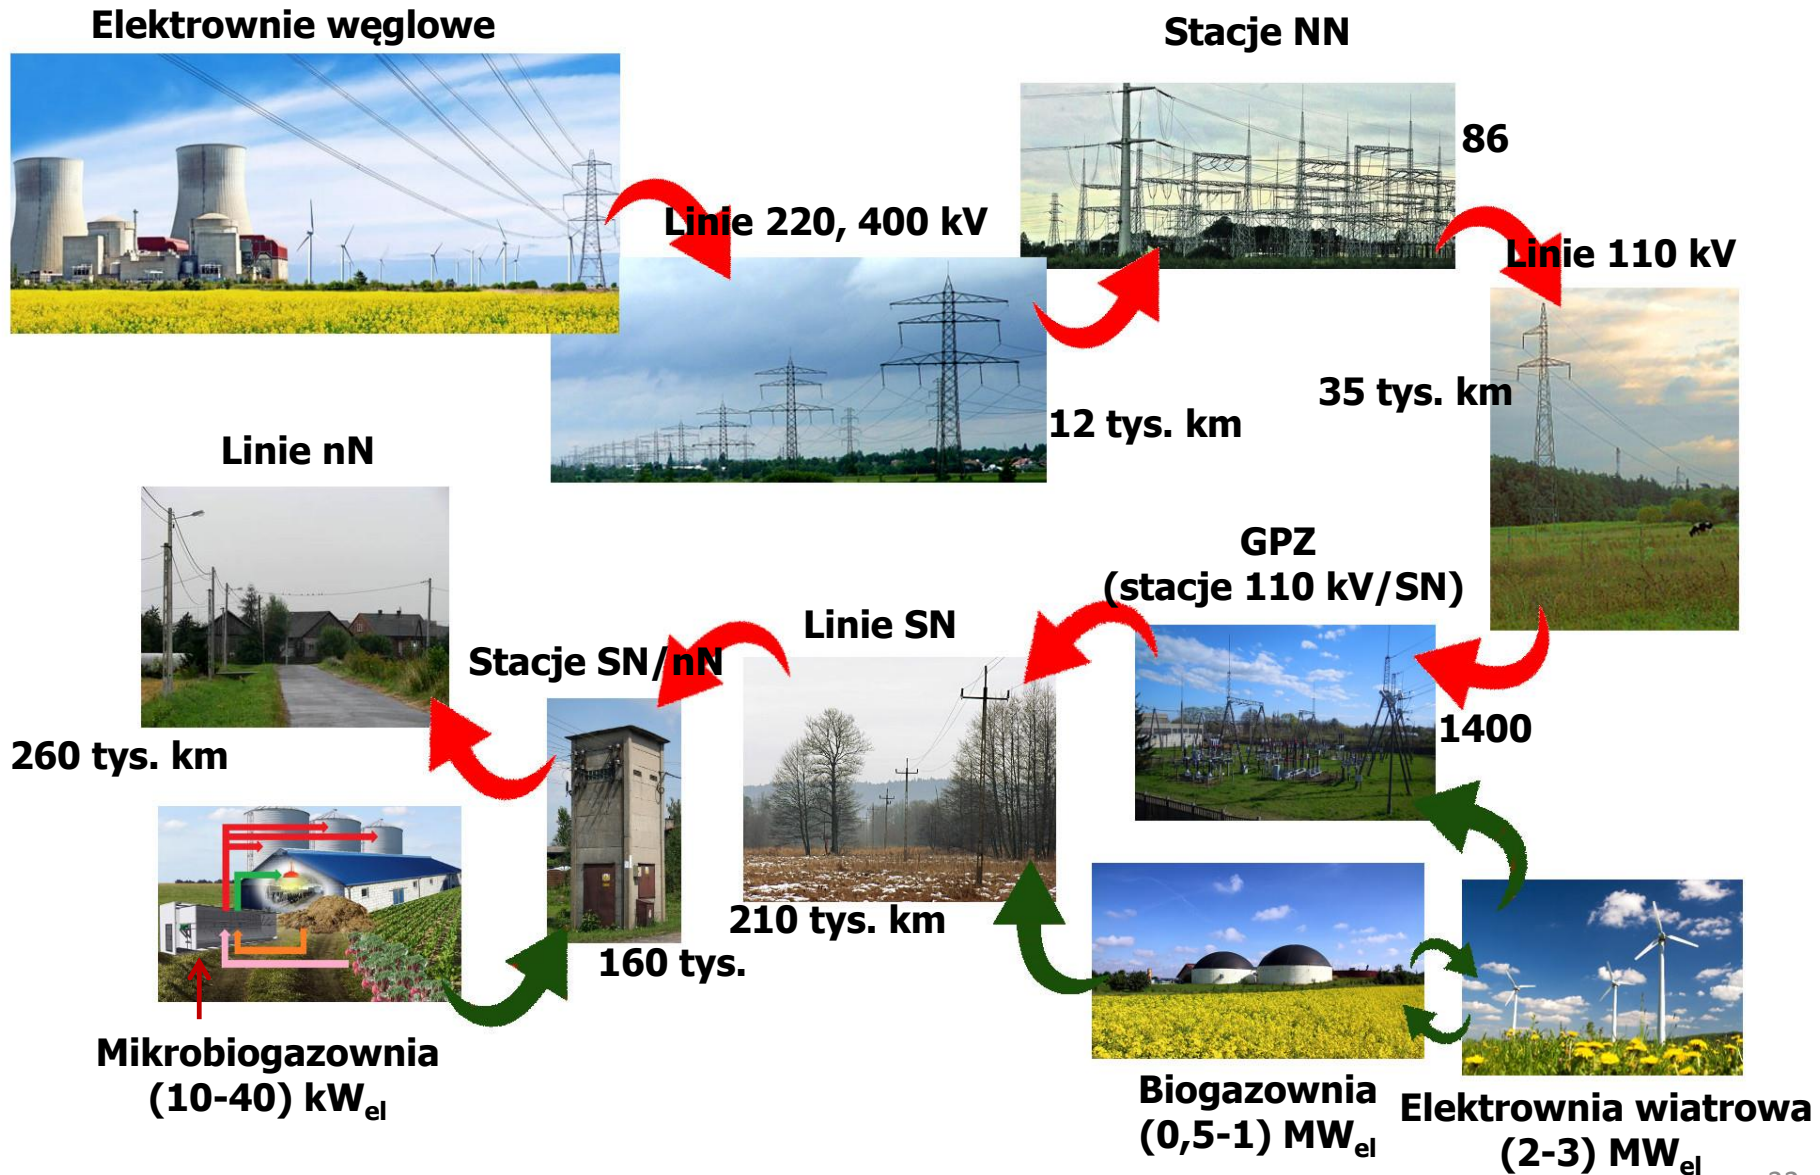 Elektrownie węglowe
Stacje NN
86
Linie 220, 400 kV
Linie 110 kV
12 tys. km
35 tys. km
Linie nN
GPZ
(stacje 110 kV/SN)
Linie SN
Stacje SN/nN
1400
260 tys. km
210 tys. km
160 tys.
Mikrobiogazownia
(10-40) kWel
Biogazownia
(0,5-1) MWel
Elektrownia wiatrowa
(2-3) MWel